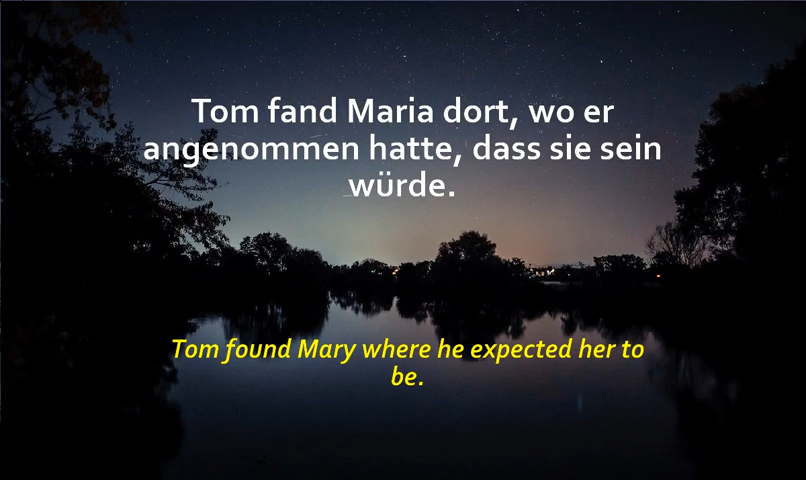 Tom fand Maria dort, wo er
angenommen hatte, dass sie sein
würde.
Tom found Mary where he expected her to
be.